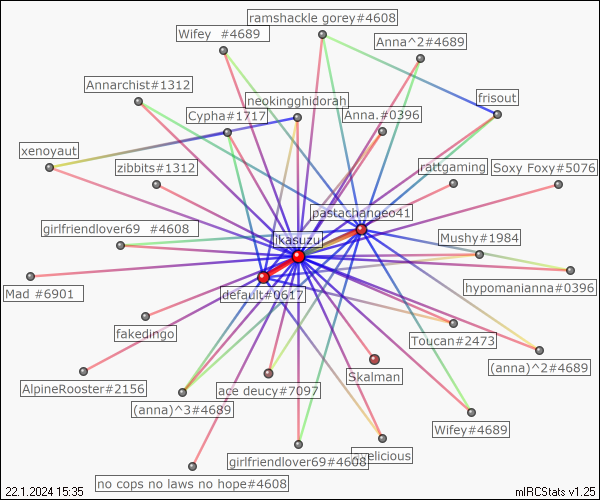 ramshackle gorey#4608
Wifey  #4689
Anna^2#4689
Annarchist#1312
neokingghidorah
frisout
Cypha#1717
Anna.#0396
xenoyaut
zibbits#1312
rattgaming
Soxy Foxy#5076
pastachangeo41
girlfriendlover69  #4608
ikasuzu
Mushy#1984
Mad #6901
default#0617
hypomanianna#0396
fakedingo
Toucan#2473
AlpineRooster#2156
ace deucy#7097
Skalman
(anna)^2#4689
(anna)^3#4689
Wifey#4689
girlfriendlover69#4608
no cops no laws no hope#4608
22.1.2024 15:35
mIRCStats v1.25